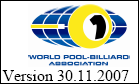 WORLD POOL-BILLIARD
ASSOCIATION
Version 30.11.2007